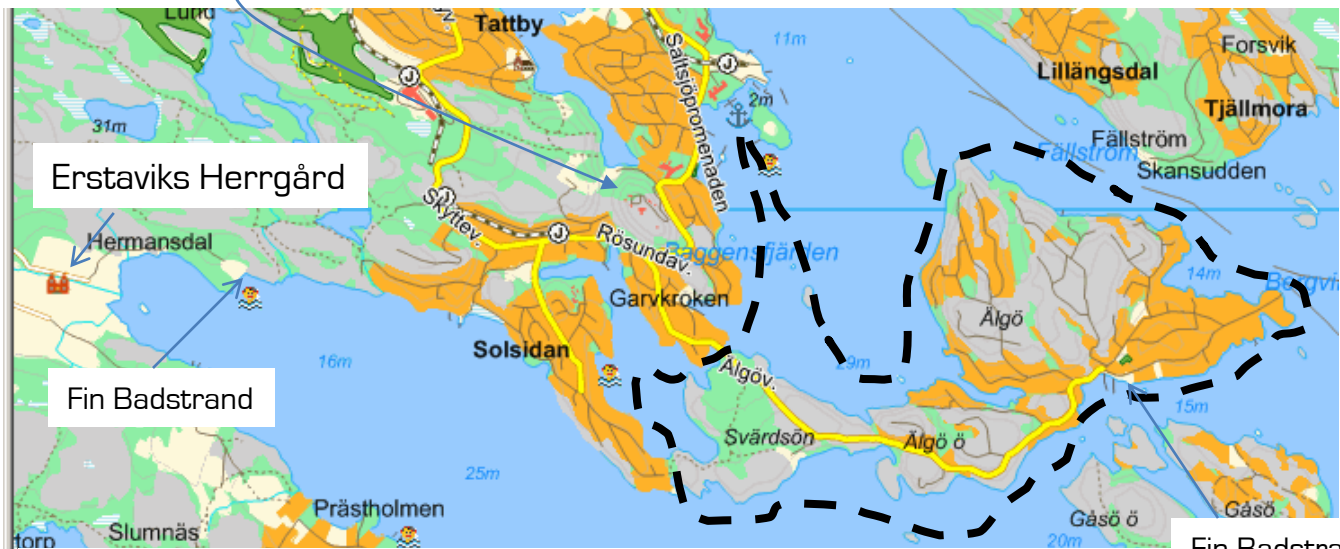 Lund
Tattby
11m
Forsvik
Lillängsdal
Saltsjöpromenaden
2m
Tjällmora
31m
Fällström
Fällström
Skansudden
Erstaviks Herrgård
Skyttev.
Hermansdal
Rösundav.
Baggensfjärden
14m
Garvkroken
Älgö
Solsidan
16m
29m
Älgöv.
Fin Badstrand
15m
Svärdsön
Älgö ö
25m
Prästholmen
Gåsö ö
Gåsö
Slumnäs
torp
20m